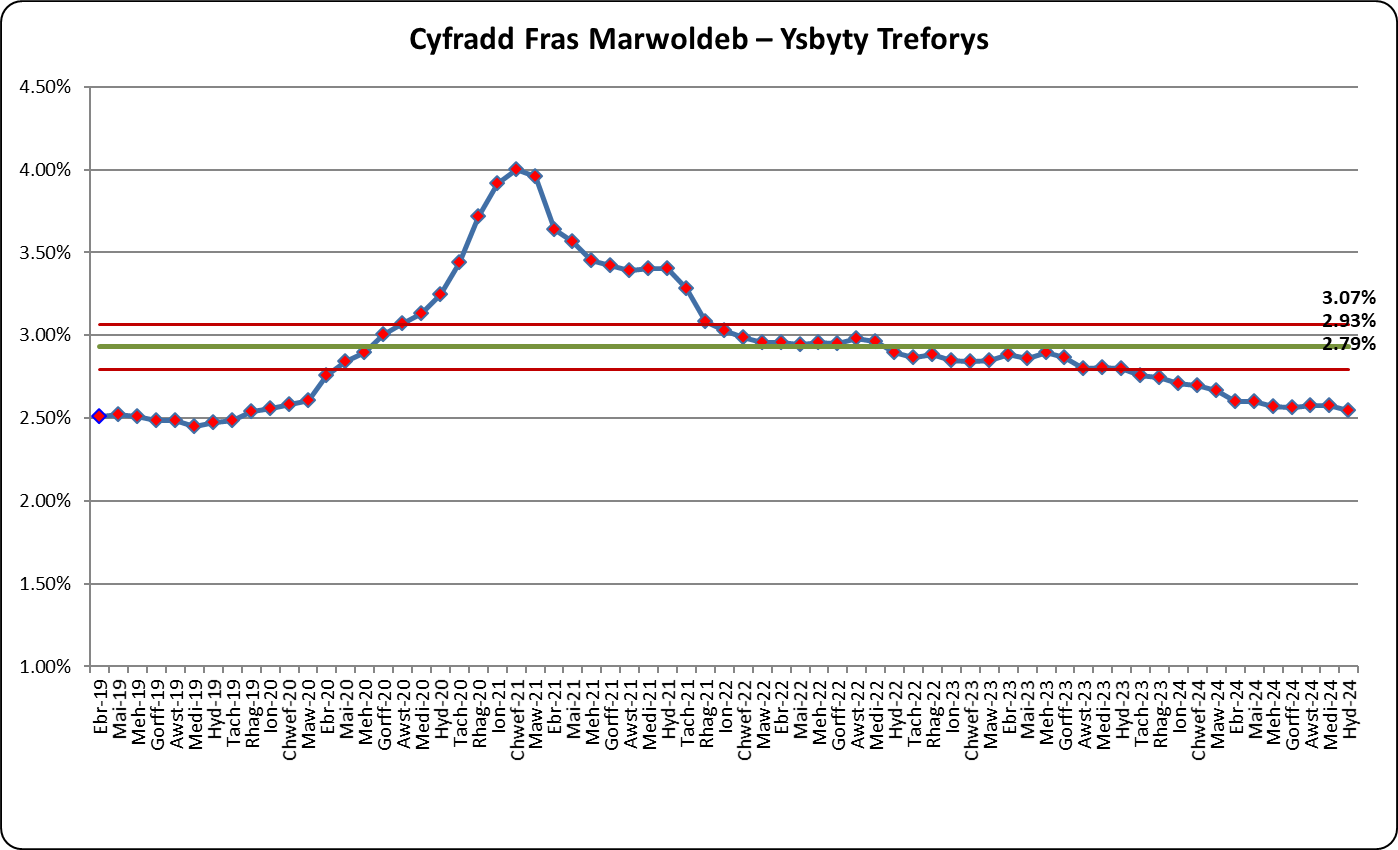 Cyfradd Fras Marwoldeb – Ysbyty Treforys
4.50%
4.00%
3.50%
3.00%
2.50%
2.00%
1.50%
1.00%
3.07%
2.93%
2.79%
Ebr-19
Mai-19
Meh-19
Gorff-19
Awst-19
Medi-19
Hyd-19
Tach-19
Rhag-19
Ion-20
Chwef-20
Maw-20
Ebr-20
Mai-20
Meh-20
Gorff-20
Awst-20
Medi-20
Hyd-20
Tach-20
Rhag-20
Ion-21
Chwef-21
Maw-21
Ebr-21
Mai-21
Meh-21
Gorff-21
Awst-21
Medi-21
Hyd-21
Tach-21
Rhag-21
Ion-22
Chwef-22
Maw-22
Ebr-22
Mai-22
Meh-22
Gorff-22
Awst-22
Medi-22
Hyd-22
Tach-22
Rhag-22
Ion-23
Chwef-23
Maw-23
Ebr-23
Mai-23
Meh-23
Gorff-23
Awst-23
Medi-23
Hyd-23
Tach-23
Rhag-23
Ion-24
Chwef-24
Maw-24
Ebr-24
Mai-24
Meh-24
Gorff-24
Awst-24
Medi-24
Hyd-24